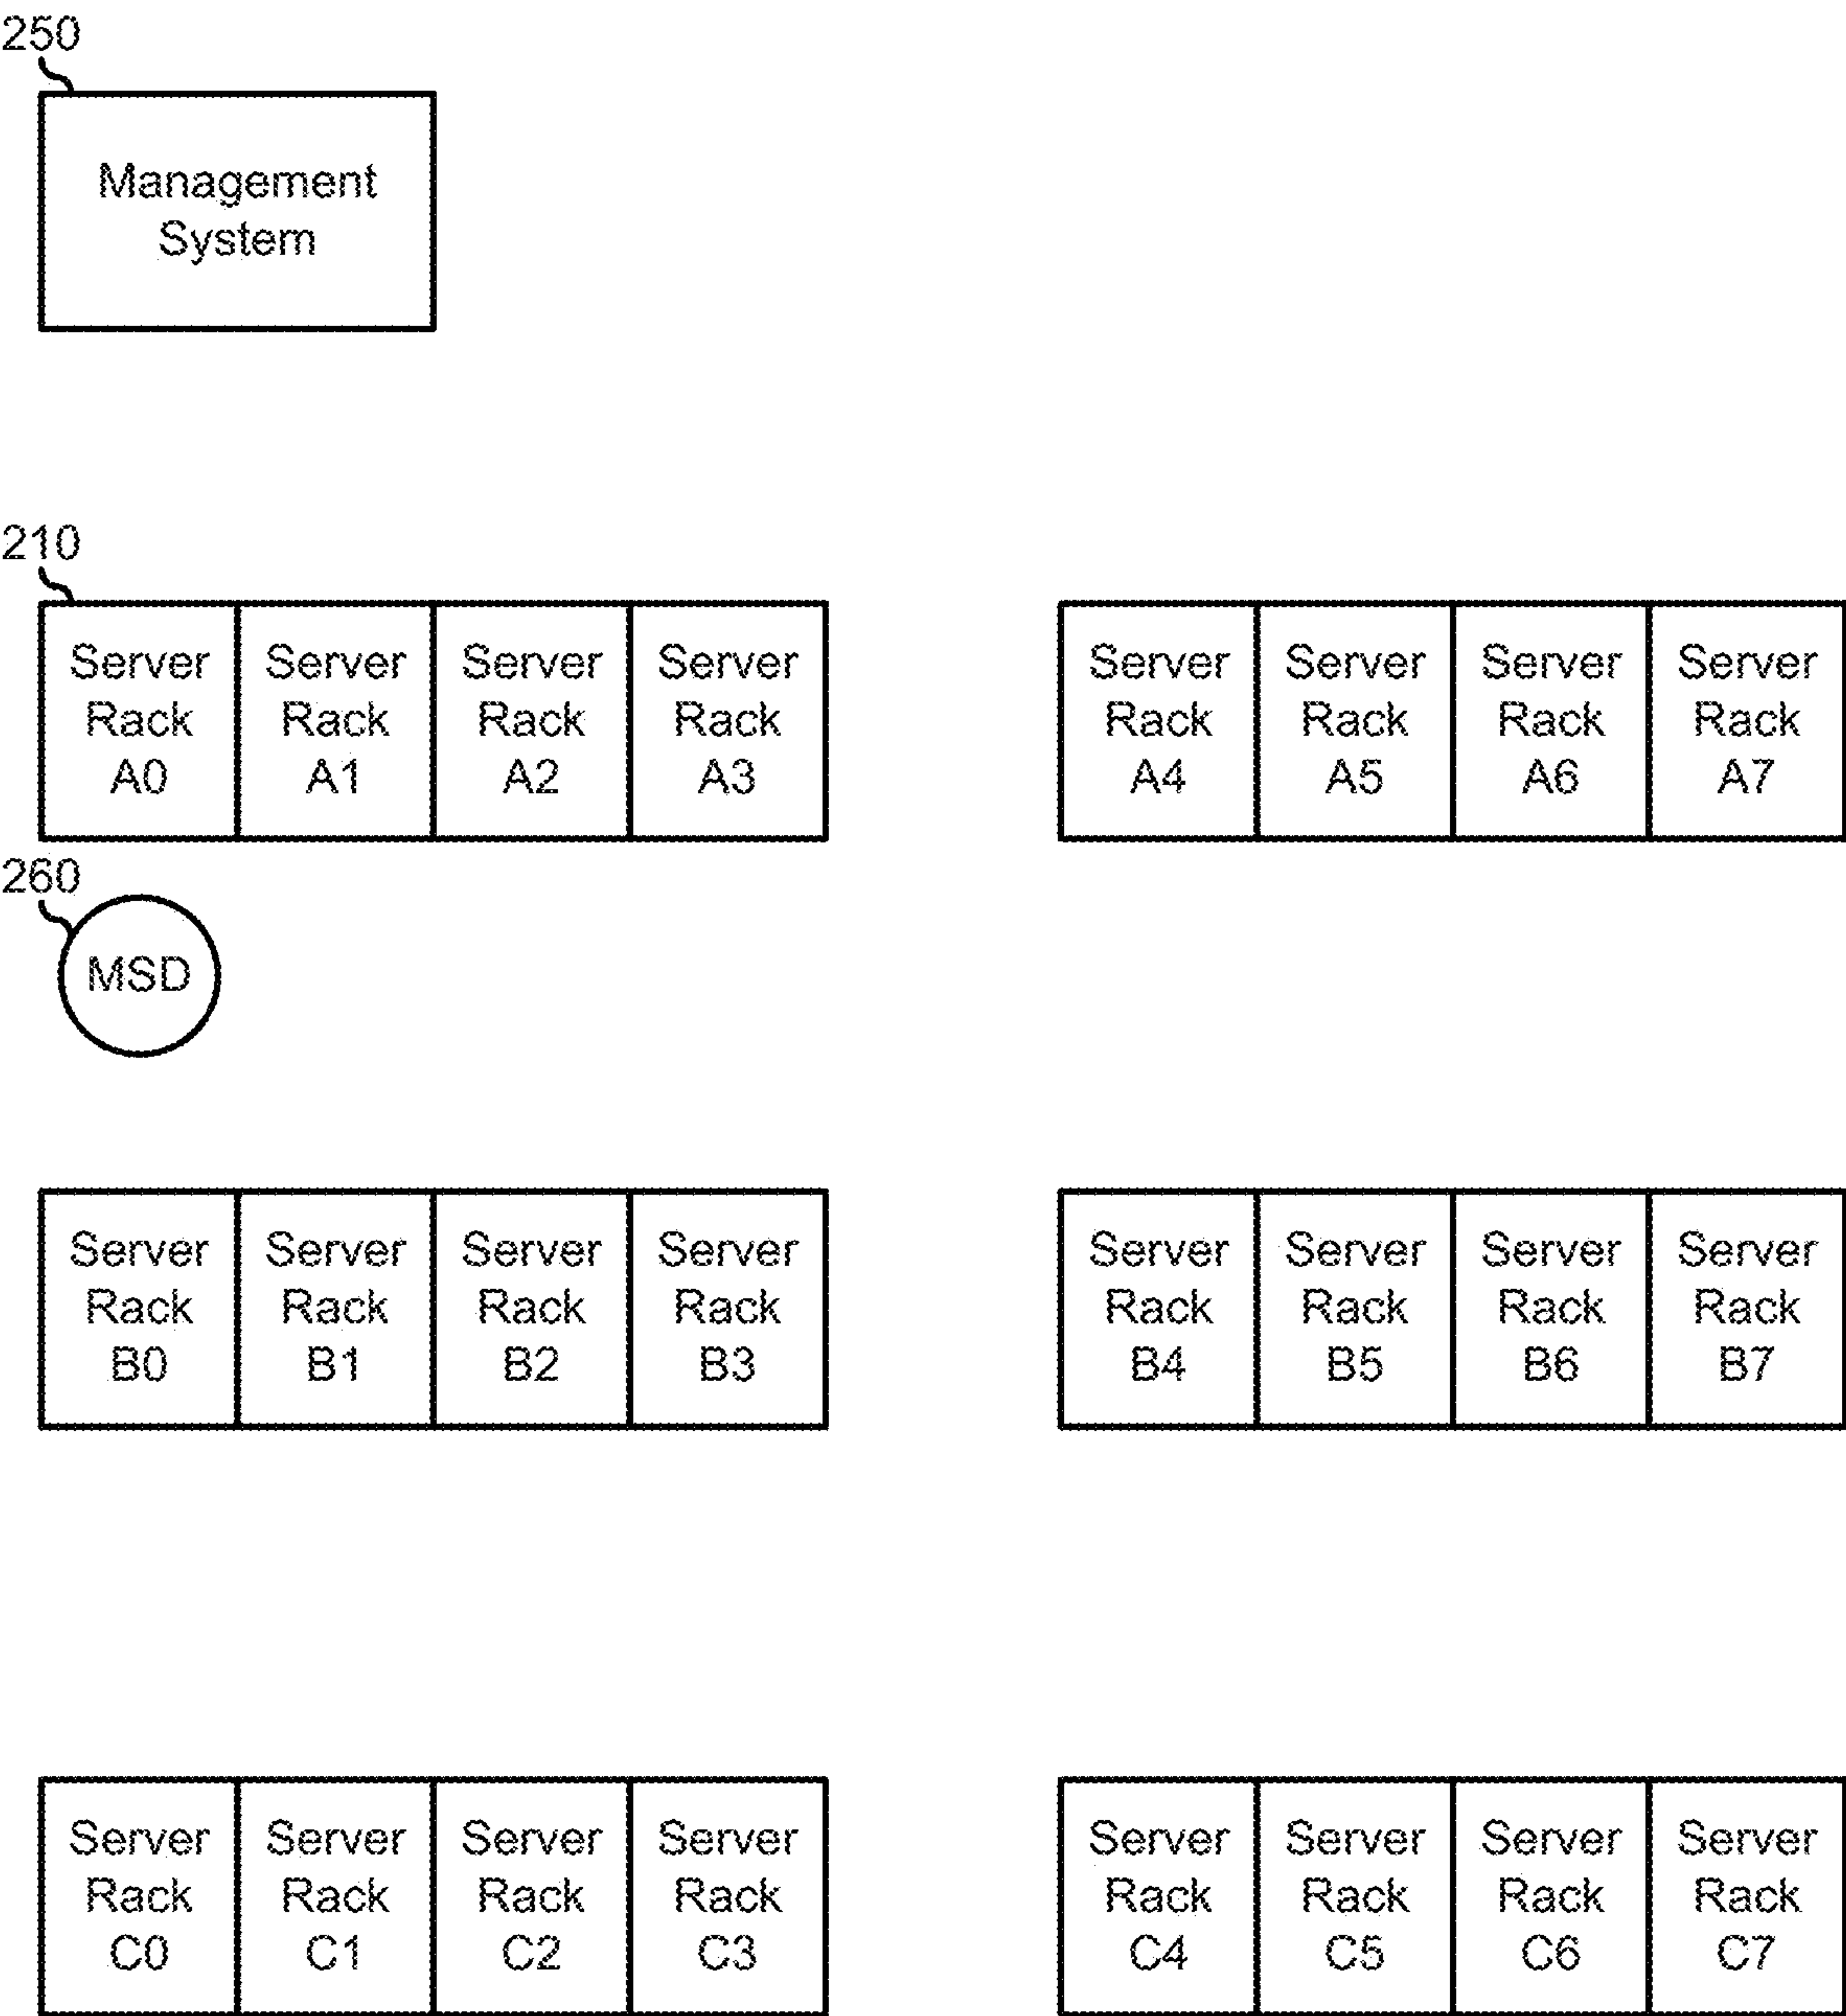 250
Management
System
210
Server Server Server Server Server Server Server Server
Rack Rack Rack Rack Rack Rack Rack Rack
A0 A1 A2 A3 A4 A5 A6 A7
260
MSD
Server Server Server Server Server Server Server Server
Rack Rack Rack Rack Rack Rack Rack Rack
B0 B1 B2 B3 B4 B5 B6 B7
Server Server Server Server Server Server Server Server
Rack Rack Rack Rack Rack Rack Rack Rack
C0 C1 C2 C3 C4 C5 C6 C7